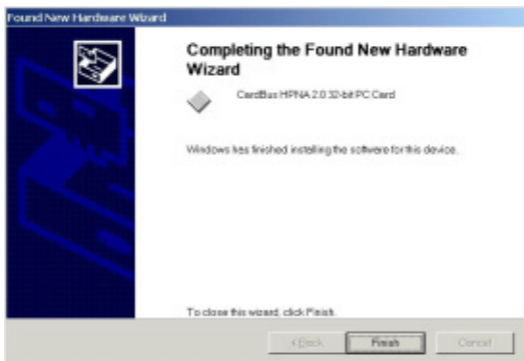 Found New Hardware Wizard
Completing the Found New Hardware
Wizard
CardBus HPNA 2.0 32-bit PC Card
Windows has finished installing the software for this device.
To close this wizard, click Finish.
< Back
Finish
Cancel